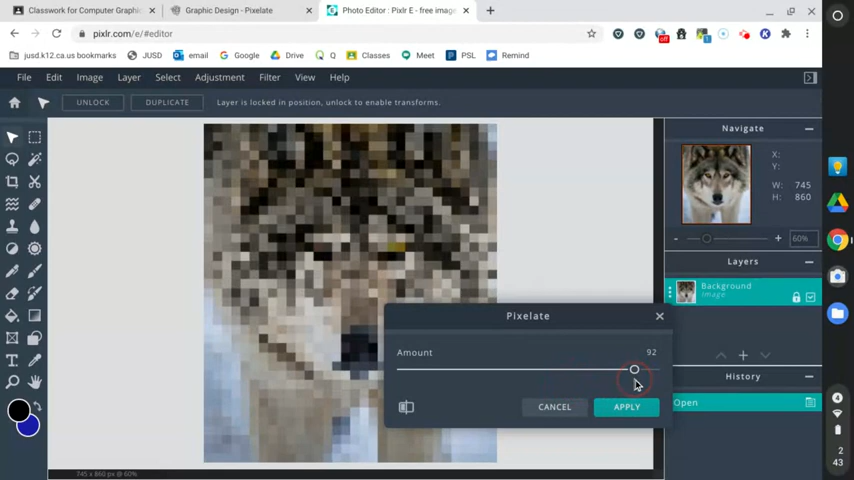 Classwork for Computer Graphic
Graphic Design - Pixelate
Photo Editor : Pixlr E - free image
pixlr.com/e/#editor
jusd.k12.ca.us bookmarks
JUSD
email
Google
Drive
Q
Classes
Meet
PSL
Remind
off
File Edit Image Layer Select Adjustment Filter View Help
UNLOCK DUPLICATE Layer is locked in position, unlock to enable transforms.
Navigate
X:
Y:
W: 745
H: 860
60%
Layers
Background
Image
Pixelate
Amount 92
CANCEL APPLY
History
Open
745 x 860 px @ 60%
4
2
43